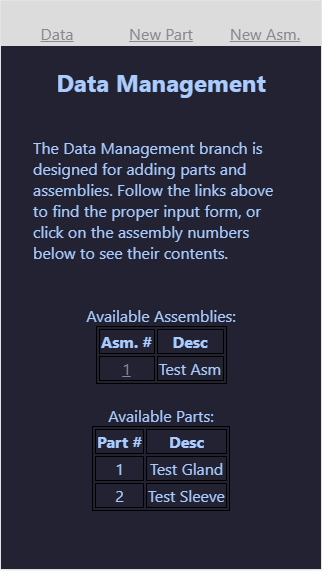 Data New Part New Asm.
Data Management
The Data Management branch is
designed for adding parts and
assemblies. Follow the links above
to find the proper input form, or
click on the assembly numbers
below to see their contents.
Available Assemblies:
Asm. # Desc
1 Test Asm
Available Parts:
Part # Desc
1 Test Gland
2 Test Sleeve